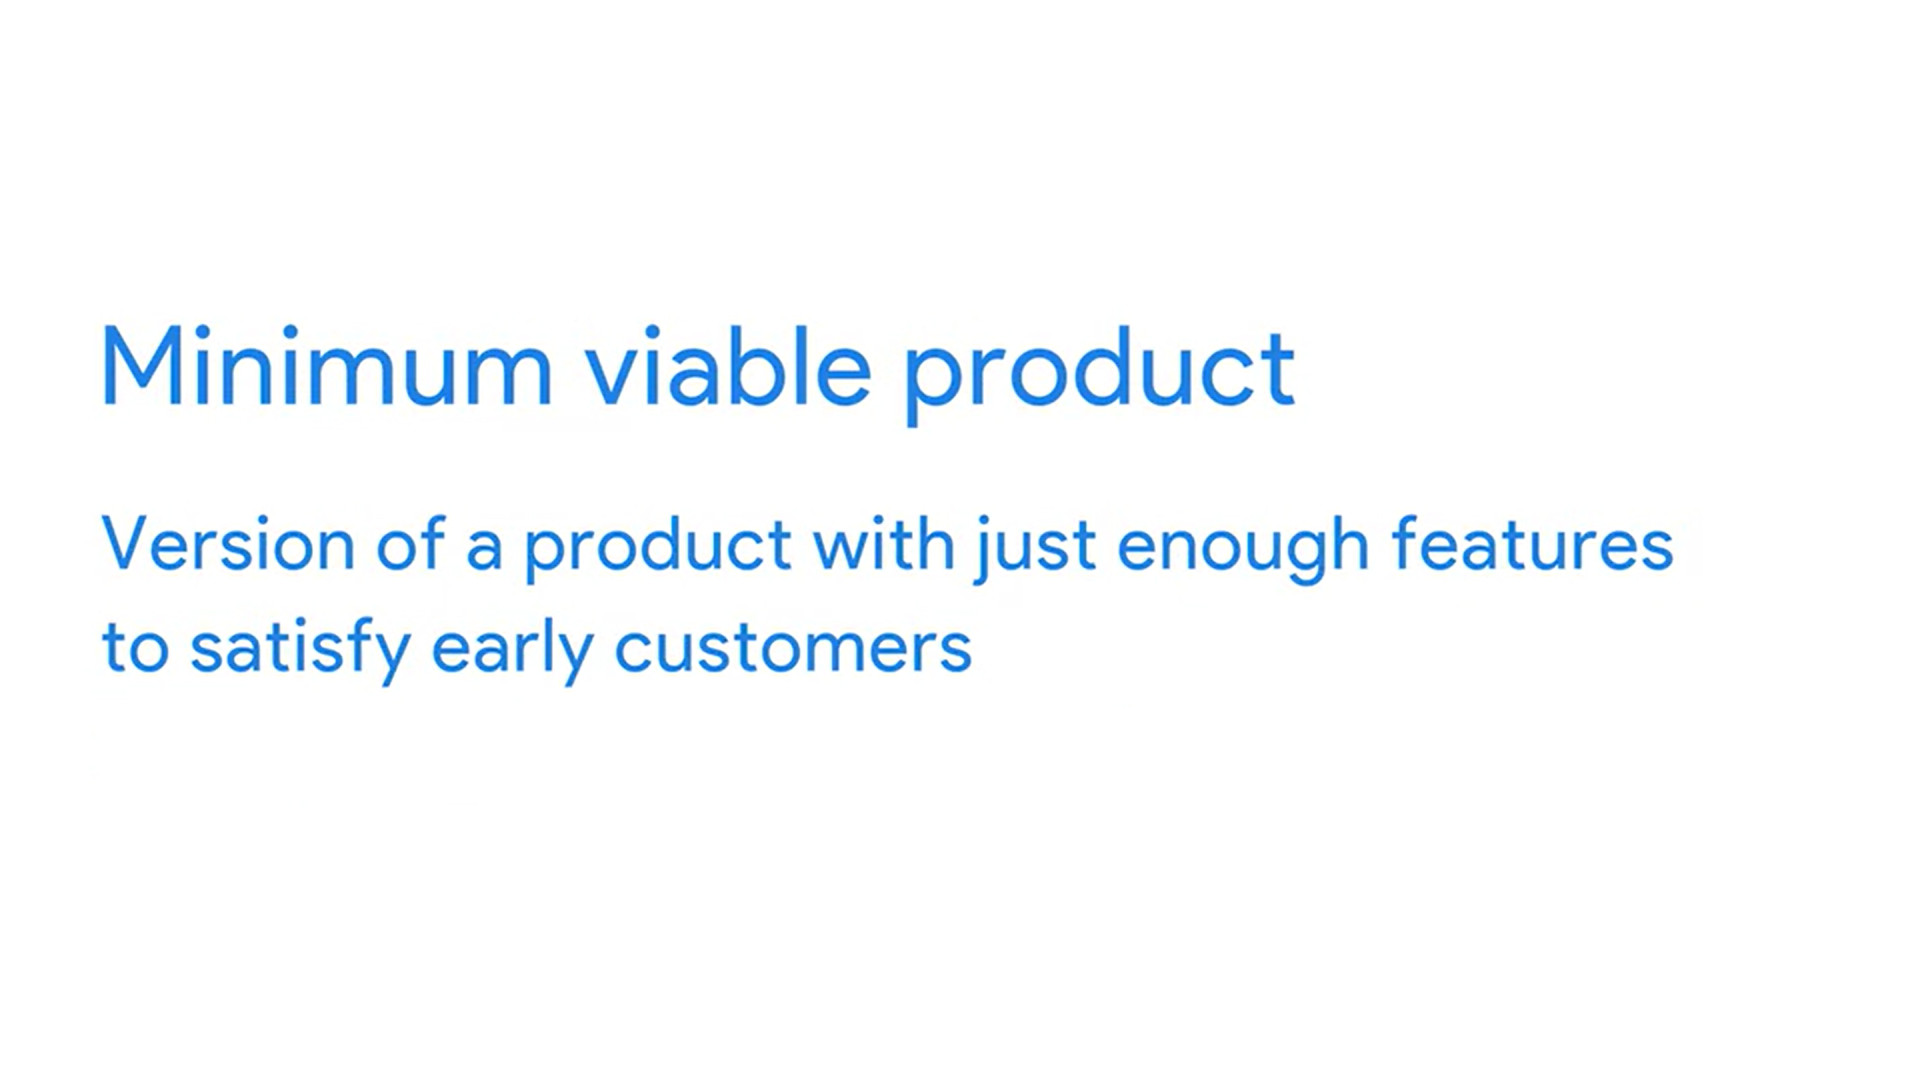 Minimum viable product
Version of a product with just enough features
to satisfy early customers